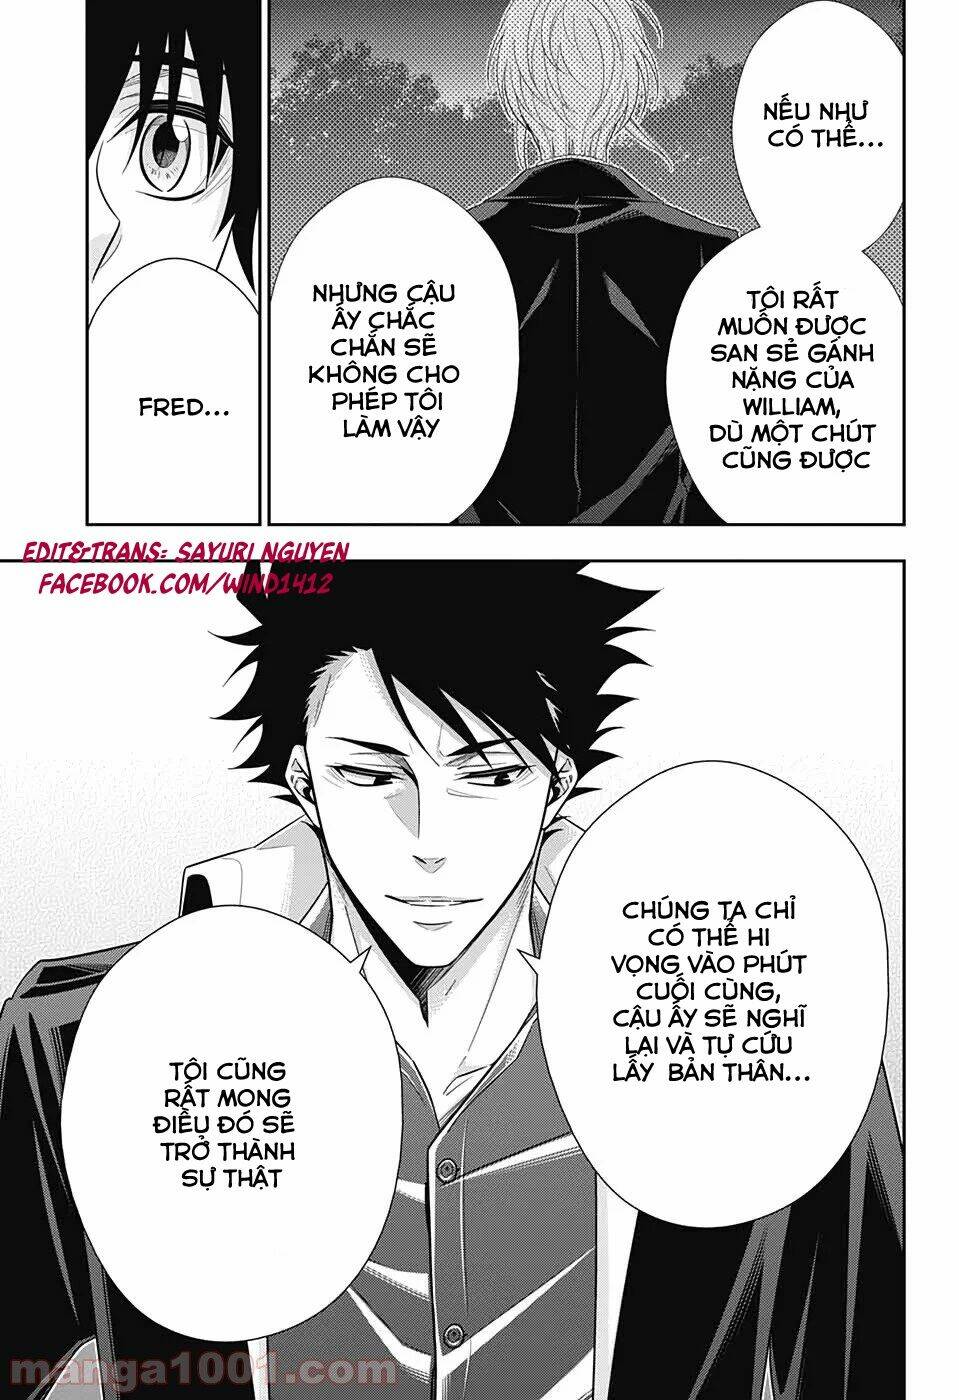 NẾU NHƯ
CÓ THỂ...
TÔI RẤT
MUỐN ĐƯỢC
SAN SẺ GÁNH
NẶNG CỦA
WILLIAM,
DÙ MỘT CHÚT
CŨNG ĐƯỢC
NHƯNG CẬU
ẤY CHẮC
CHẮN SẼ
KHÔNG CHO
PHÉP TÔI
LÀM VẬY
FRED...
EDIT&TRANS: SAYURI NGUYEN
FACEBOOK.COM/WIND1412
CHÚNG TA CHỈ
CÓ THỂ HI
VỌNG VÀO PHÚT
CUỐI CÙNG,
CẬU ẤY SẼ NGHĨ
LẠI VÀ TỰ CỨU
LẤY BẢN THÂN...
TÔI CŨNG
RẤT MONG
ĐIỀU ĐÓ SẼ
TRỞ THÀNH
SỰ THẬT
manga1001.com